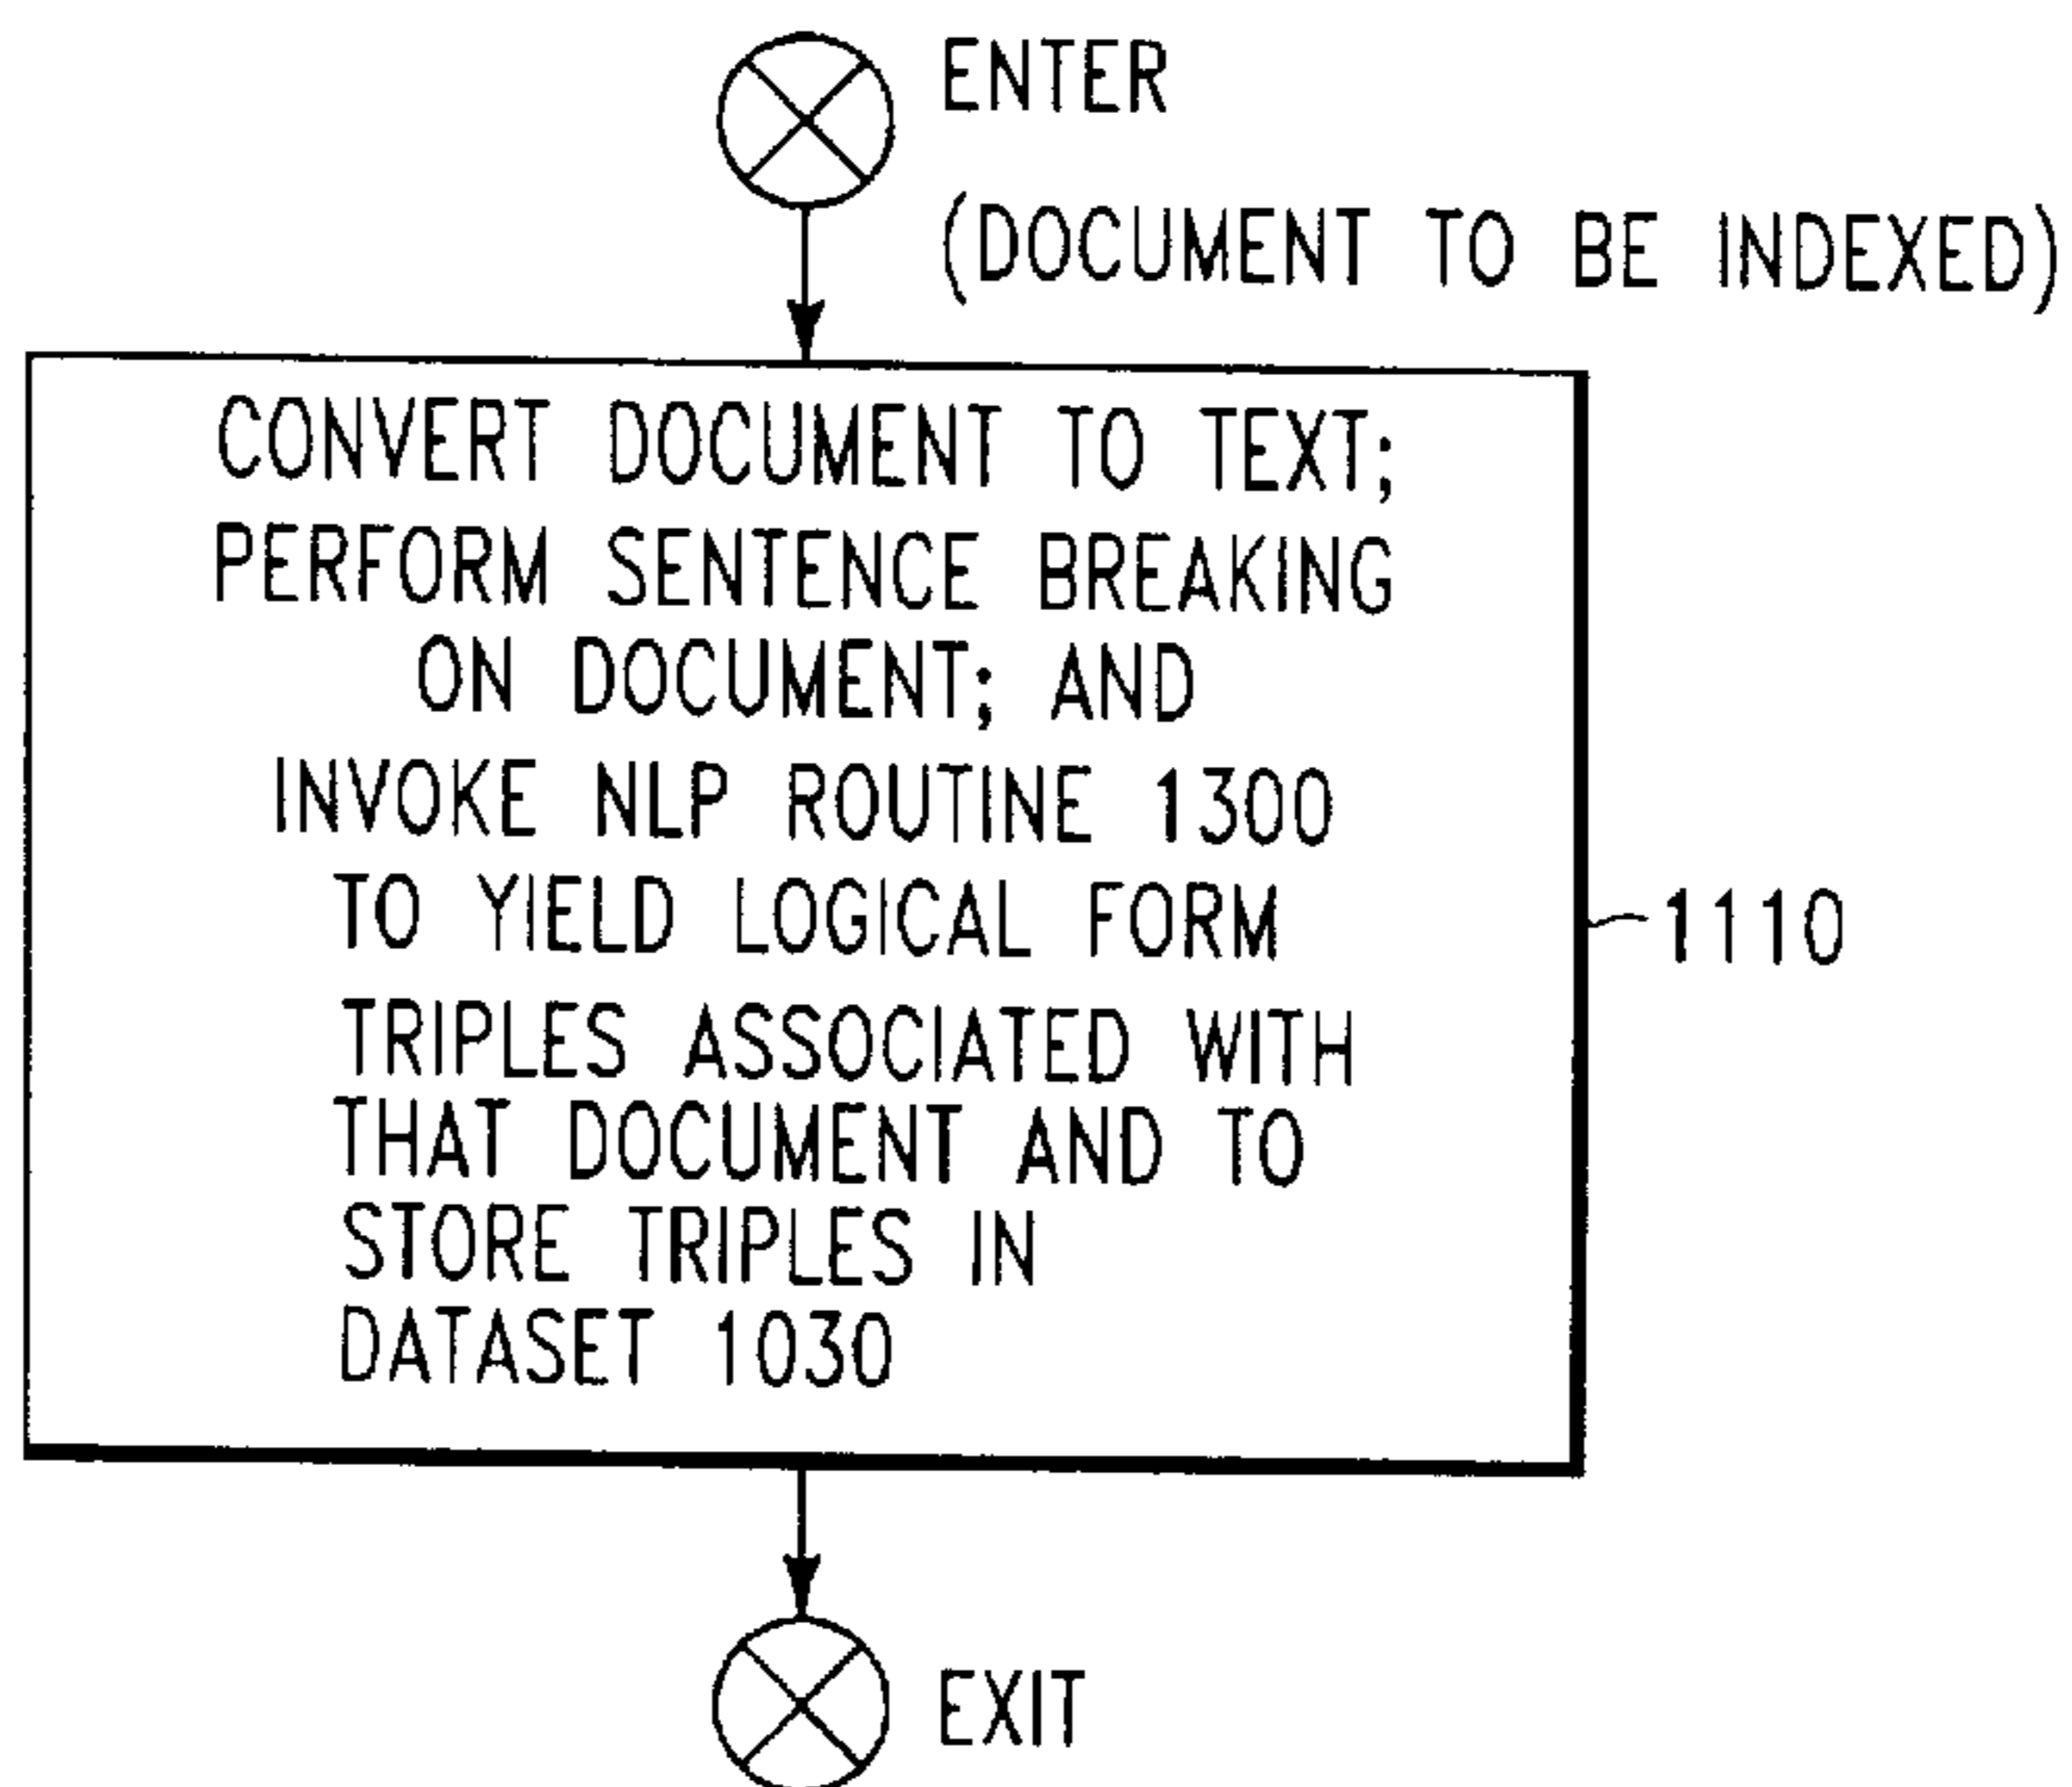 ENTER
(DOCUMENT TO BE INDEXED)
CONVERT DOCUMENT TO TEXT;
PERFORM SENTENCE BREAKING
ON DOCUMENT; AND
INVOKE NLP ROUTINE 1300
TO YIELD LOGICAL FORM
TRIPLES ASSOCIATED WITH
THAT DOCUMENT AND TO
STORE TRIPLES IN
DATASET 1030
1110
EXIT